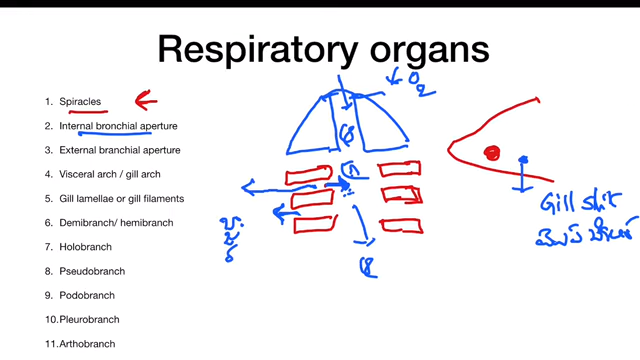 Respiratory organs
1. Spiracles
2. Internal bronchial aperture
3. External branchial aperture
4. Visceral arch / gill arch
5. Gill lamellae or gill filaments
6. Demibranch/ hemibranch
7. Holobranch
8. Pseudobranch
9. Podobranch
10.Pleurobranch
11.Arthobranch
O2
Gill slit